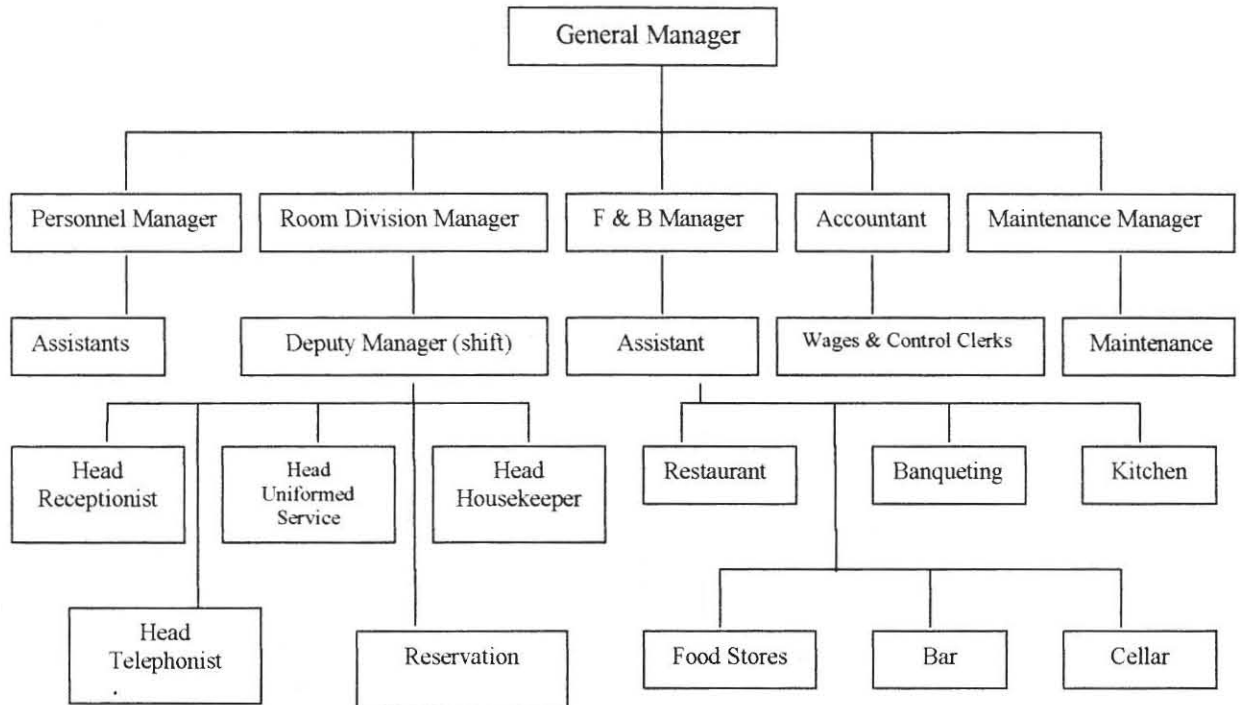 General Manager
Personnel Manager
Room Division Manager
F & B Manager
Accountant
Maintenance Manager
Assistants
Deputy Manager (shift)
Assistant
Wages & Control Clerks
Maintenance
Head
Receptionist
Head
Uniformed
Service
Head
Housekeeper
Restaurant
Banqueting
Kitchen
Head
Telephonist
Reservation
Food Stores
Bar
Cellar